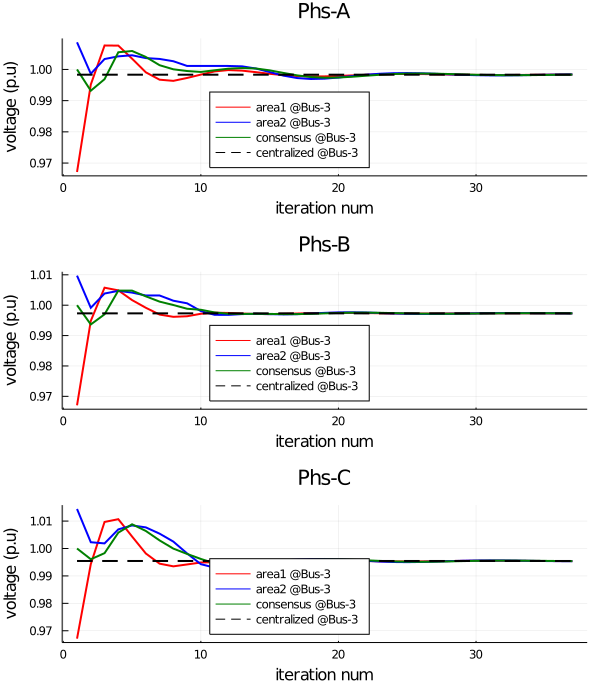 Phs-A
voltage (p.u)
1.00
0.99
0.98
0.97
area1 @Bus-3
area2 @Bus-3
consensus @Bus-3
centralized @Bus-3
0 10 20 30
iteration num
Phs-B
voltage (p.u)
1.01
1.00
0.99
0.98
0.97
area1 @Bus-3
area2 @Bus-3
consensus @Bus-3
centralized @Bus-3
0 10 20 30
iteration num
Phs-C
voltage (p.u)
1.01
1.00
0.99
0.98
0.97
area1 @Bus-3
area2 @Bus-3
consensus @Bus-3
centralized @Bus-3
0 10 20 30
iteration num